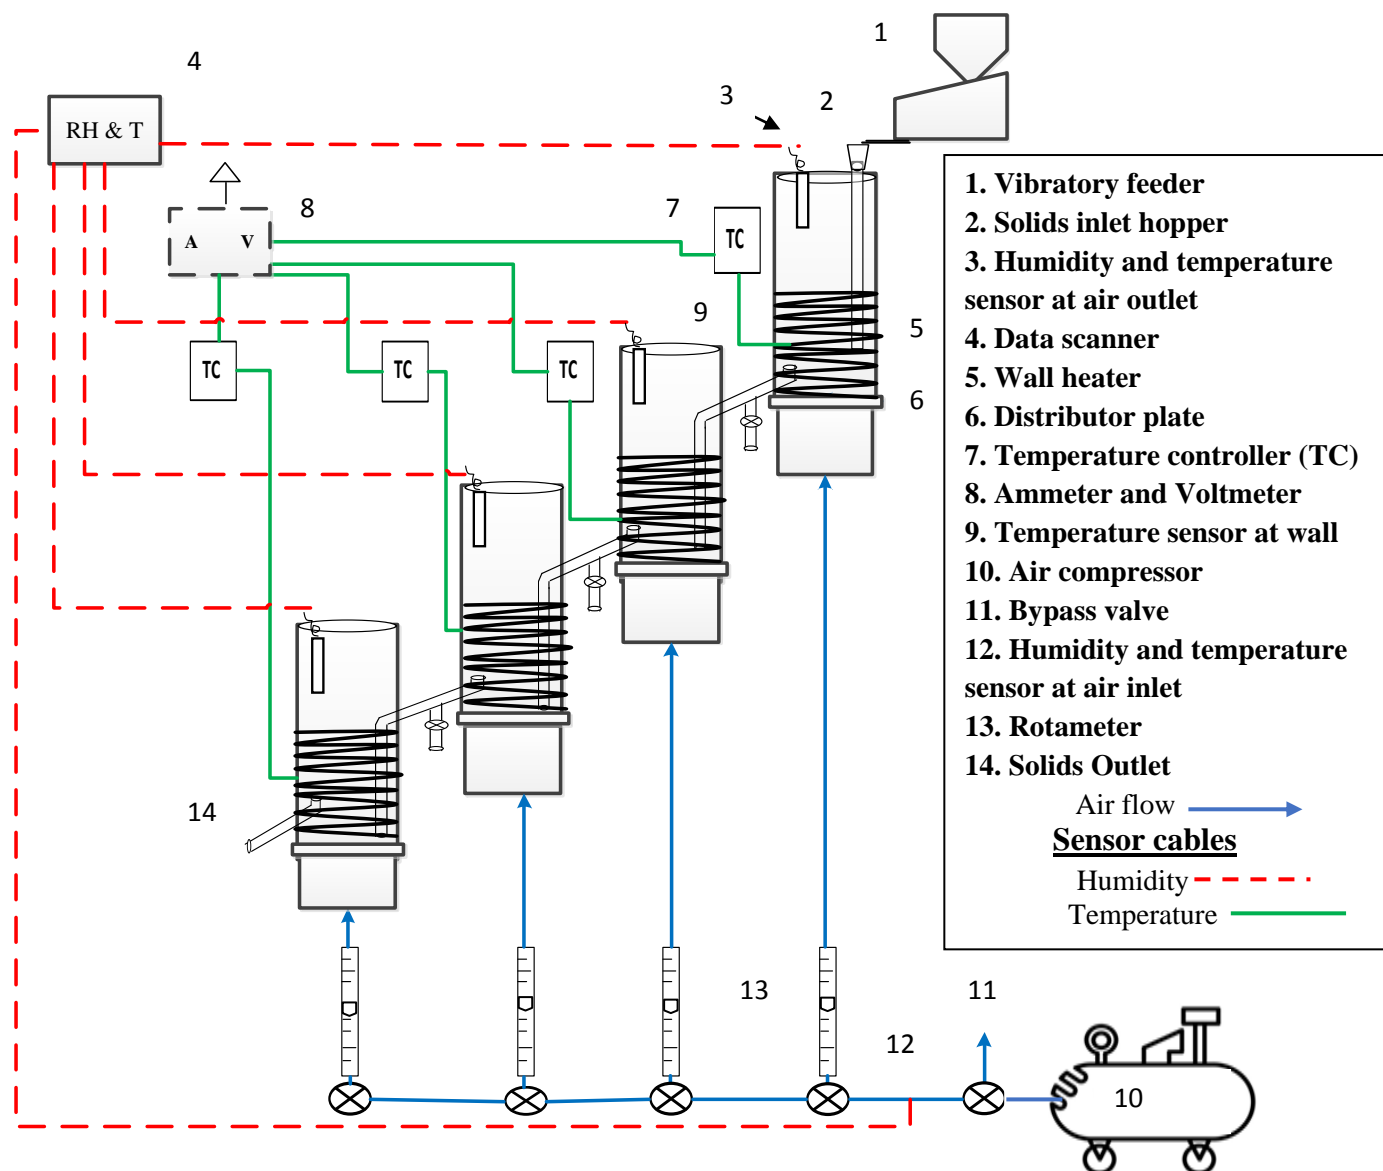 1
4
3
2
RH & T
8
7
A V
TC
9
5
TC
TC
TC
6
14
13
11
12
10
1. Vibratory feeder
2. Solids inlet hopper
3. Humidity and temperature
sensor at air outlet
4. Data scanner
5. Wall heater
6. Distributor plate
7. Temperature controller (TC)
8. Ammeter and Voltmeter
9. Temperature sensor at wall
10. Air compressor
11. Bypass valve
12. Humidity and temperature
sensor at air inlet
13. Rotameter
14. Solids Outlet
Air flow
Sensor cables
Humidity
Temperature